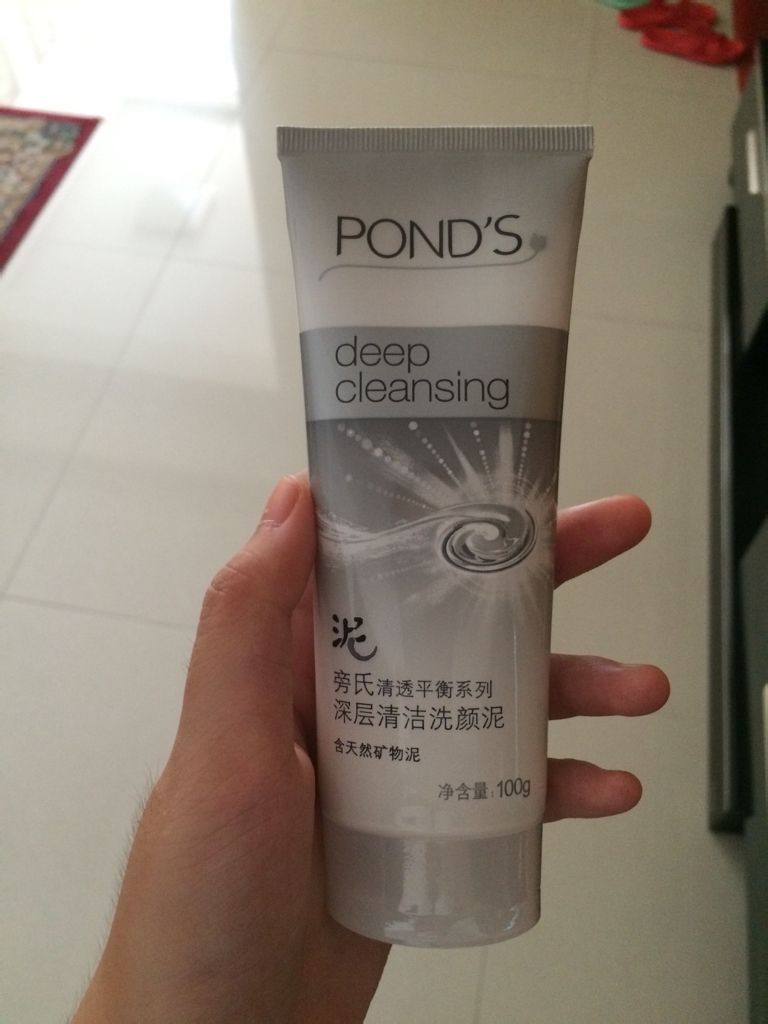 POND'S
deep
cleansing
泥
旁氏清透平衡系列
深层清洁洗颜泥
含天然矿物泥
净含量:100g